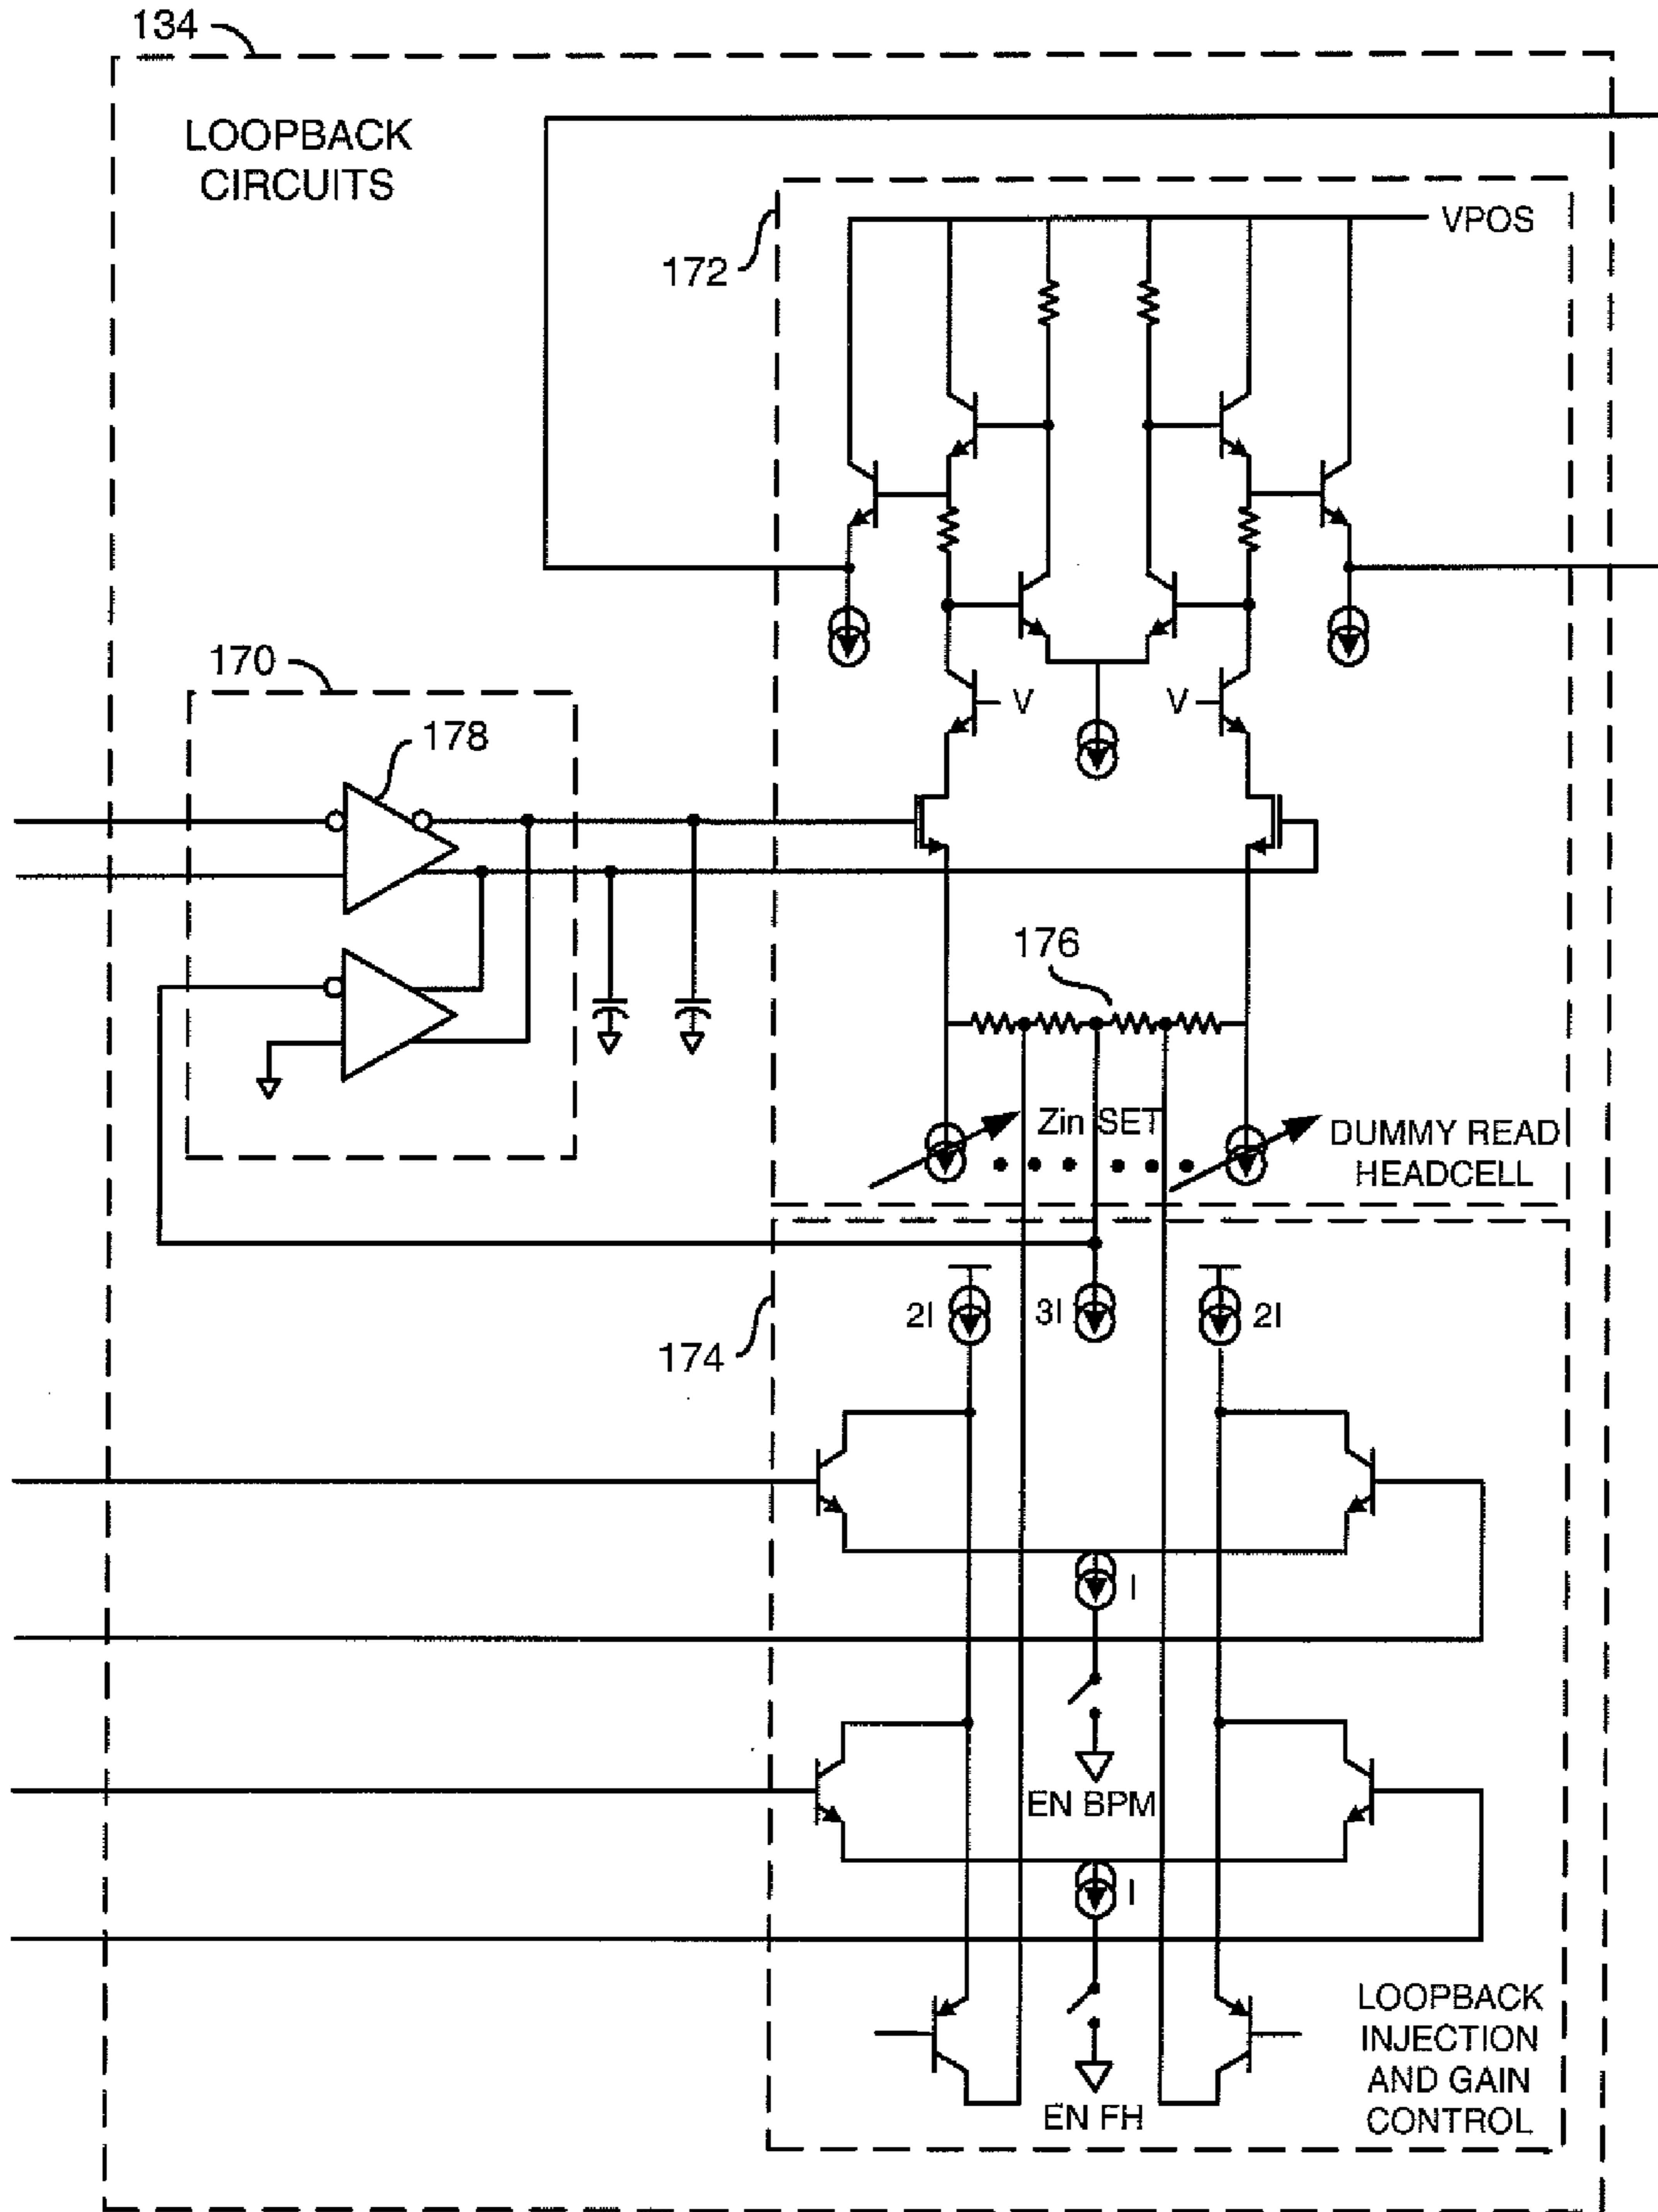 134
LOOPBACK
CIRCUITS
VPOS
172
170
V
V
178
176
Zin SET
DUMMY READ
HEADCELL
2I
3I
2I
174
I
EN BPM
I
LOOPBACK
INJECTION
AND GAIN
CONTROL
EN FH